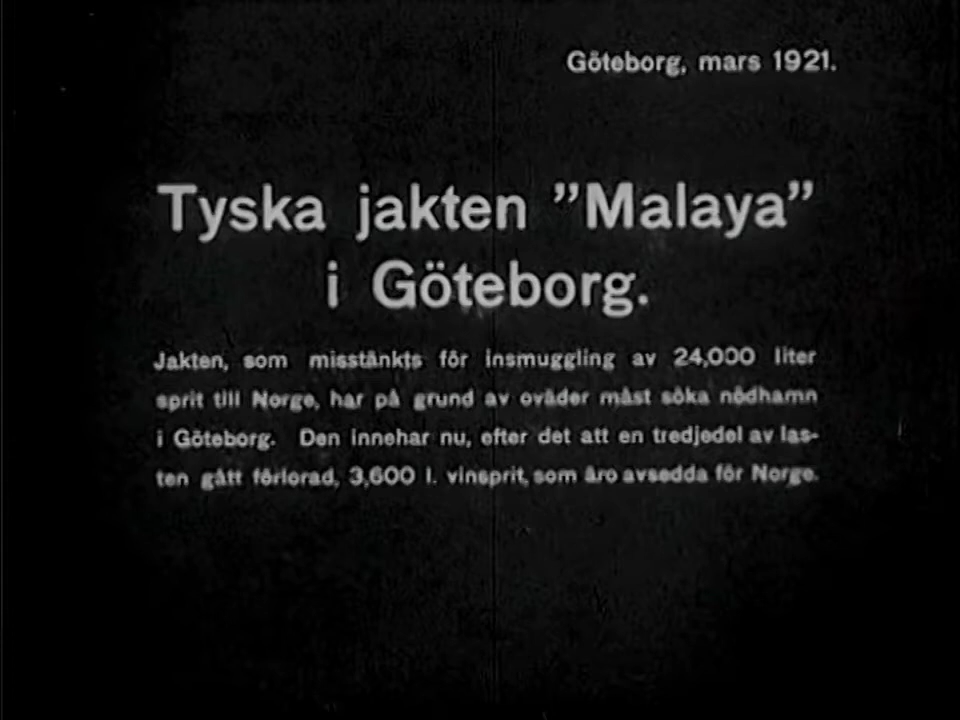 Göteborg, mars 1921.
Tyska jakten ”Malaya”
i Göteborg.
Jakten, som misstänkts för insmuggling av 24,000 liter
sprit till Norge, har på grund av oväder måst söka nödhamn
i Göteborg. Den innehar nu, efter det att en tredjedel av las-
ten gått förlorad, 3,600 l. vinsprit, som äro avsedda för Norge.